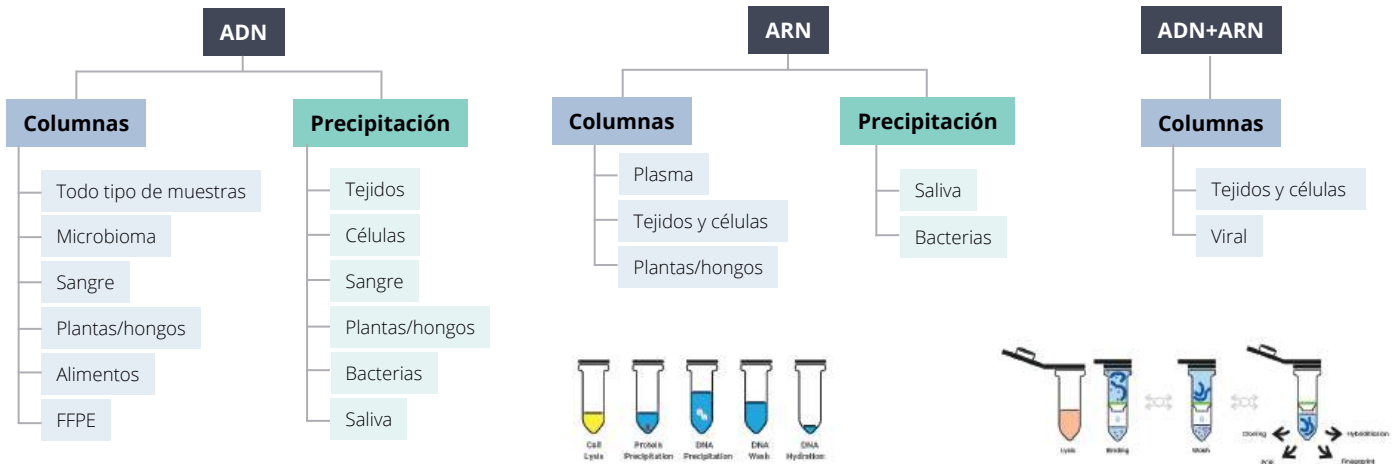 ADN
Columnas
Todo tipo de muestras
Microbioma
Sangre
Plantas/hongos
Alimentos
FFPE
Precipitación
Tejidos
Células
Sangre
Plantas/hongos
Bacterias
Saliva
ARN
Columnas
Plasma
Tejidos y células
Plantas/hongos
Precipitación
Saliva
Bacterias
ADN+ARN
Columnas
Tejidos y células
Viral
Cell
Lysis
Protein
Precipitation
DNA
Precipitation
DNA
Wash
DNA
Hydration
Lysis
Binding
Wash
Cloning
Hybridization
PCR
Fingerprint